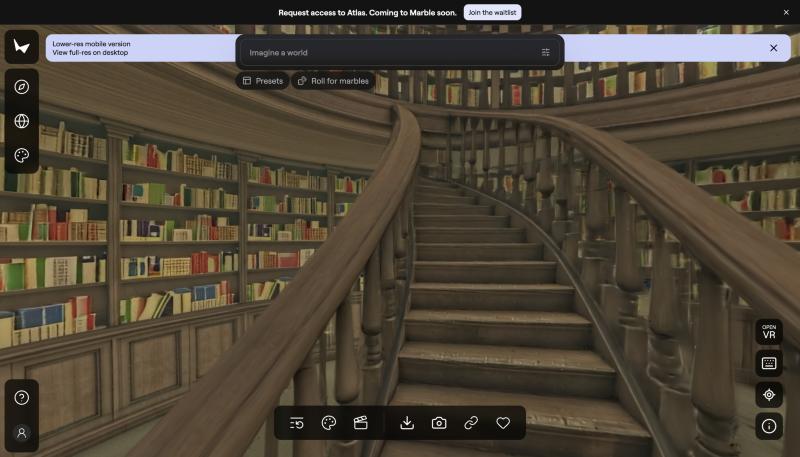 Request access to Atlas. Coming to Marble soon.
Join the waitlist
Lower-res mobile version
View full-res on desktop
Imagine a world
Presets
Roll for marbles
OPEN
VR